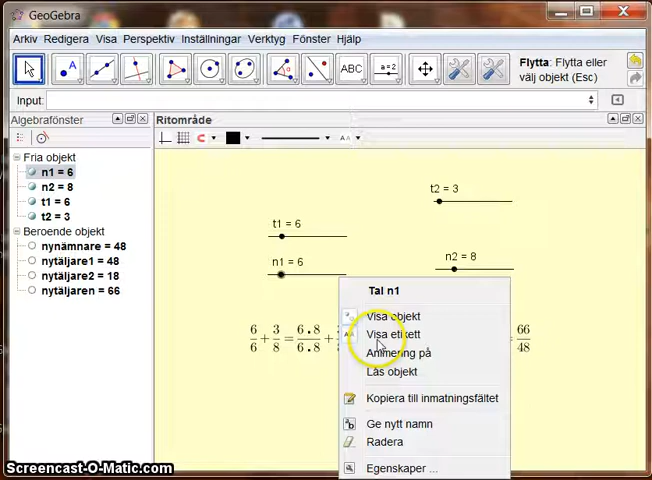 GeoGebra
Arkiv Redigera Visa Perspektiv Inställningar Verktyg Fönster Hjälp
A
ABC
a = 2
Flytta: Flytta eller
välj objekt (Esc)
Input:
Algebrafönster
Ritområde
Fria objekt
n1 = 6
n2 = 8
t1 = 6
t2 = 3
Beroende objekt
nynämnare = 48
nytäljare1 = 48
nytäljare2 = 18
nytäljaren = 66
t2 = 3
t1 = 6
n1 = 6
n2 = 8
6/6 + 3/8 = 6.8/6.8 +
66/48
Tal n1
Visa objekt
Visa etikett
Animering på
Lås objekt
Kopiera till inmatningsfältet
Ge nytt namn
Radera
Egenskaper ...
Screencast-O-Matic.com